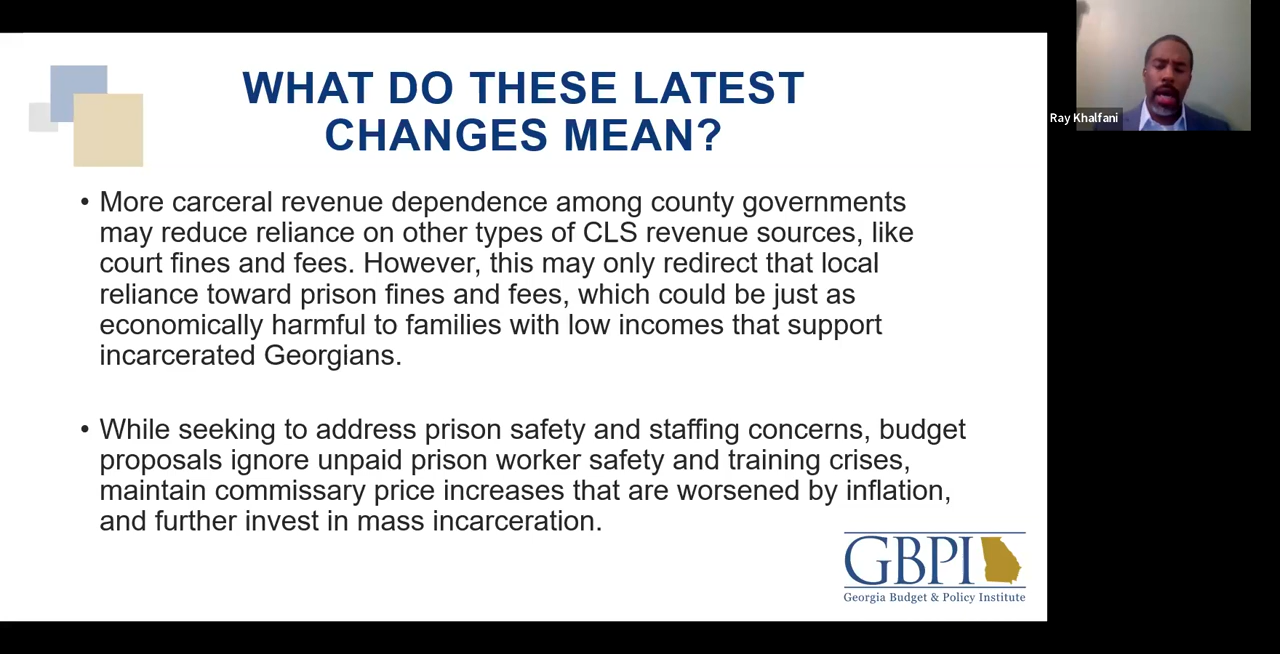 WHAT DO THESE LATEST
CHANGES MEAN?
Ray Khalfani
• More carceral revenue dependence among county governments
may reduce reliance on other types of CLS revenue sources, like
court fines and fees. However, this may only redirect that local
reliance toward prison fines and fees, which could be just as
economically harmful to families with low incomes that support
incarcerated Georgians.
• While seeking to address prison safety and staffing concerns, budget
proposals ignore unpaid prison worker safety and training crises,
maintain commissary price increases that are worsened by inflation,
and further invest in mass incarceration.
GBPI
Georgia Budget & Policy Institute